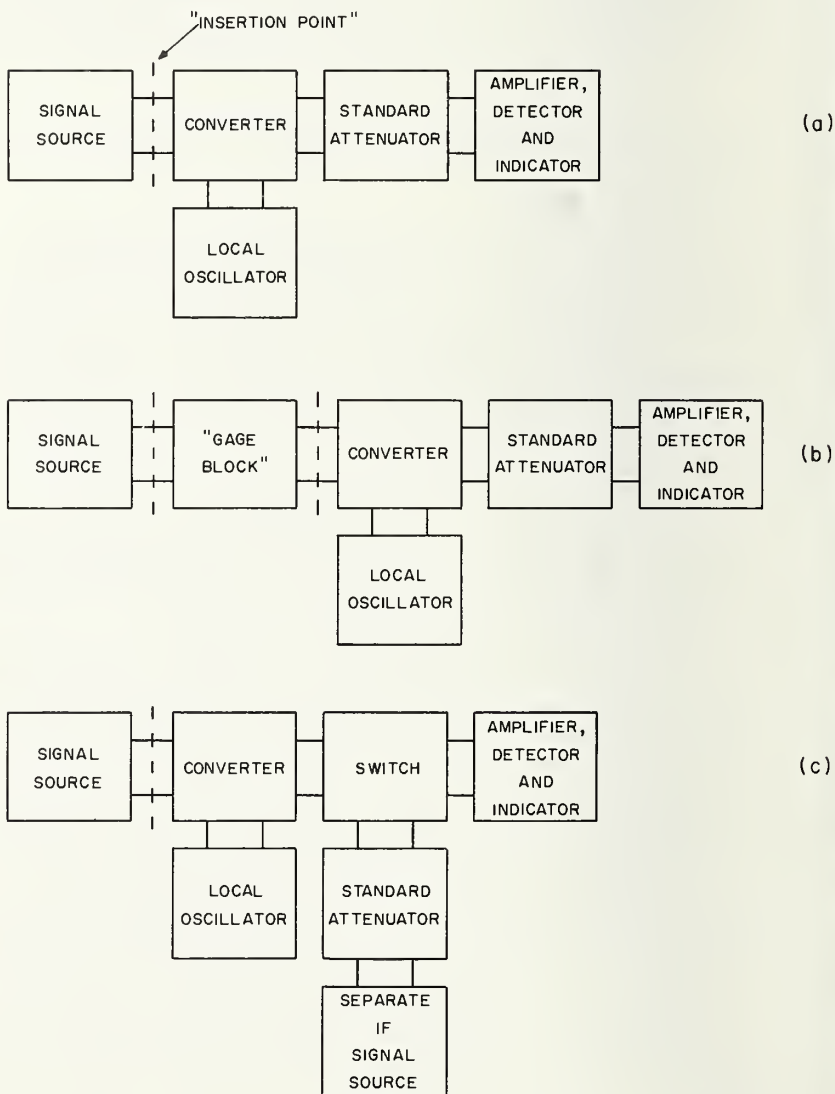 "INSERTION POINT"
SIGNAL
SOURCE
CONVERTER
STANDARD
ATTENUATOR
AMPLIFIER,
DETECTOR
AND
INDICATOR
(a)
LOCAL
OSCILLATOR
SIGNAL
SOURCE
"GAGE
BLOCK"
CONVERTER
STANDARD
ATTENUATOR
AMPLIFIER,
DETECTOR
AND
INDICATOR
(b)
LOCAL
OSCILLATOR
SIGNAL
SOURCE
CONVERTER
SWITCH
AMPLIFIER,
DETECTOR
AND
INDICATOR
(c)
LOCAL
OSCILLATOR
STANDARD
ATTENUATOR
SEPARATE
IF
SIGNAL
SOURCE